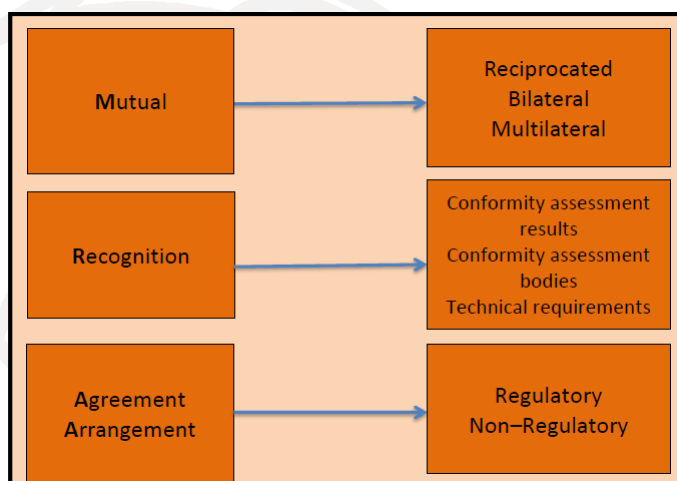 Mutual
Reciprocated
Bilateral
Multilateral
Recognition
Conformity assessment
results
Conformity assessment
bodies
Technical requirements
Agreement
Arrangement
Regulatory
Non–Regulatory